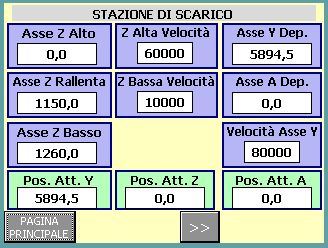 STAZIONE DI SCARICO
Asse Z Alto
0,0
Z Alta Velocità
60000
Asse Y Dep.
5894,5
Asse Z Rallenta
1150,0
Z Bassa Velocità
10000
Asse A Dep.
0,0
Asse Z Basso
1260,0
Velocità Asse Y
80000
Pos. Att. Y
5894,5
Pos. Att. Z
0,0
Pos. Att. A
0,0
PAGINA
PRINCIPALE
>>